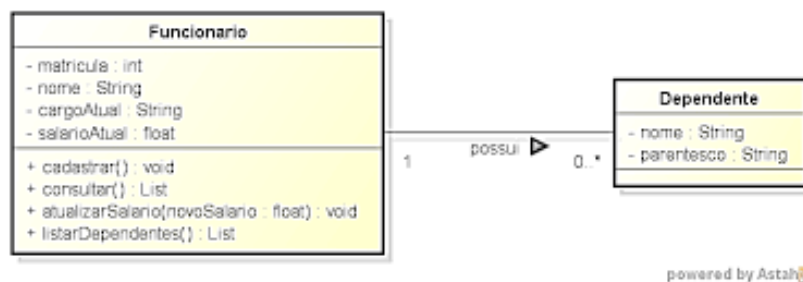 Funcionario
- matricula : int
- nome : String
- cargoAtual : String
- salarioAtual : float
+ cadastrar() : void
+ consultar() : List
+ atualizarSalario(novoSalario : float) : void
+ listarDependentes() : List
1
possui
0..*
Dependente
- nome : String
- parentesco : String
powered by Astah